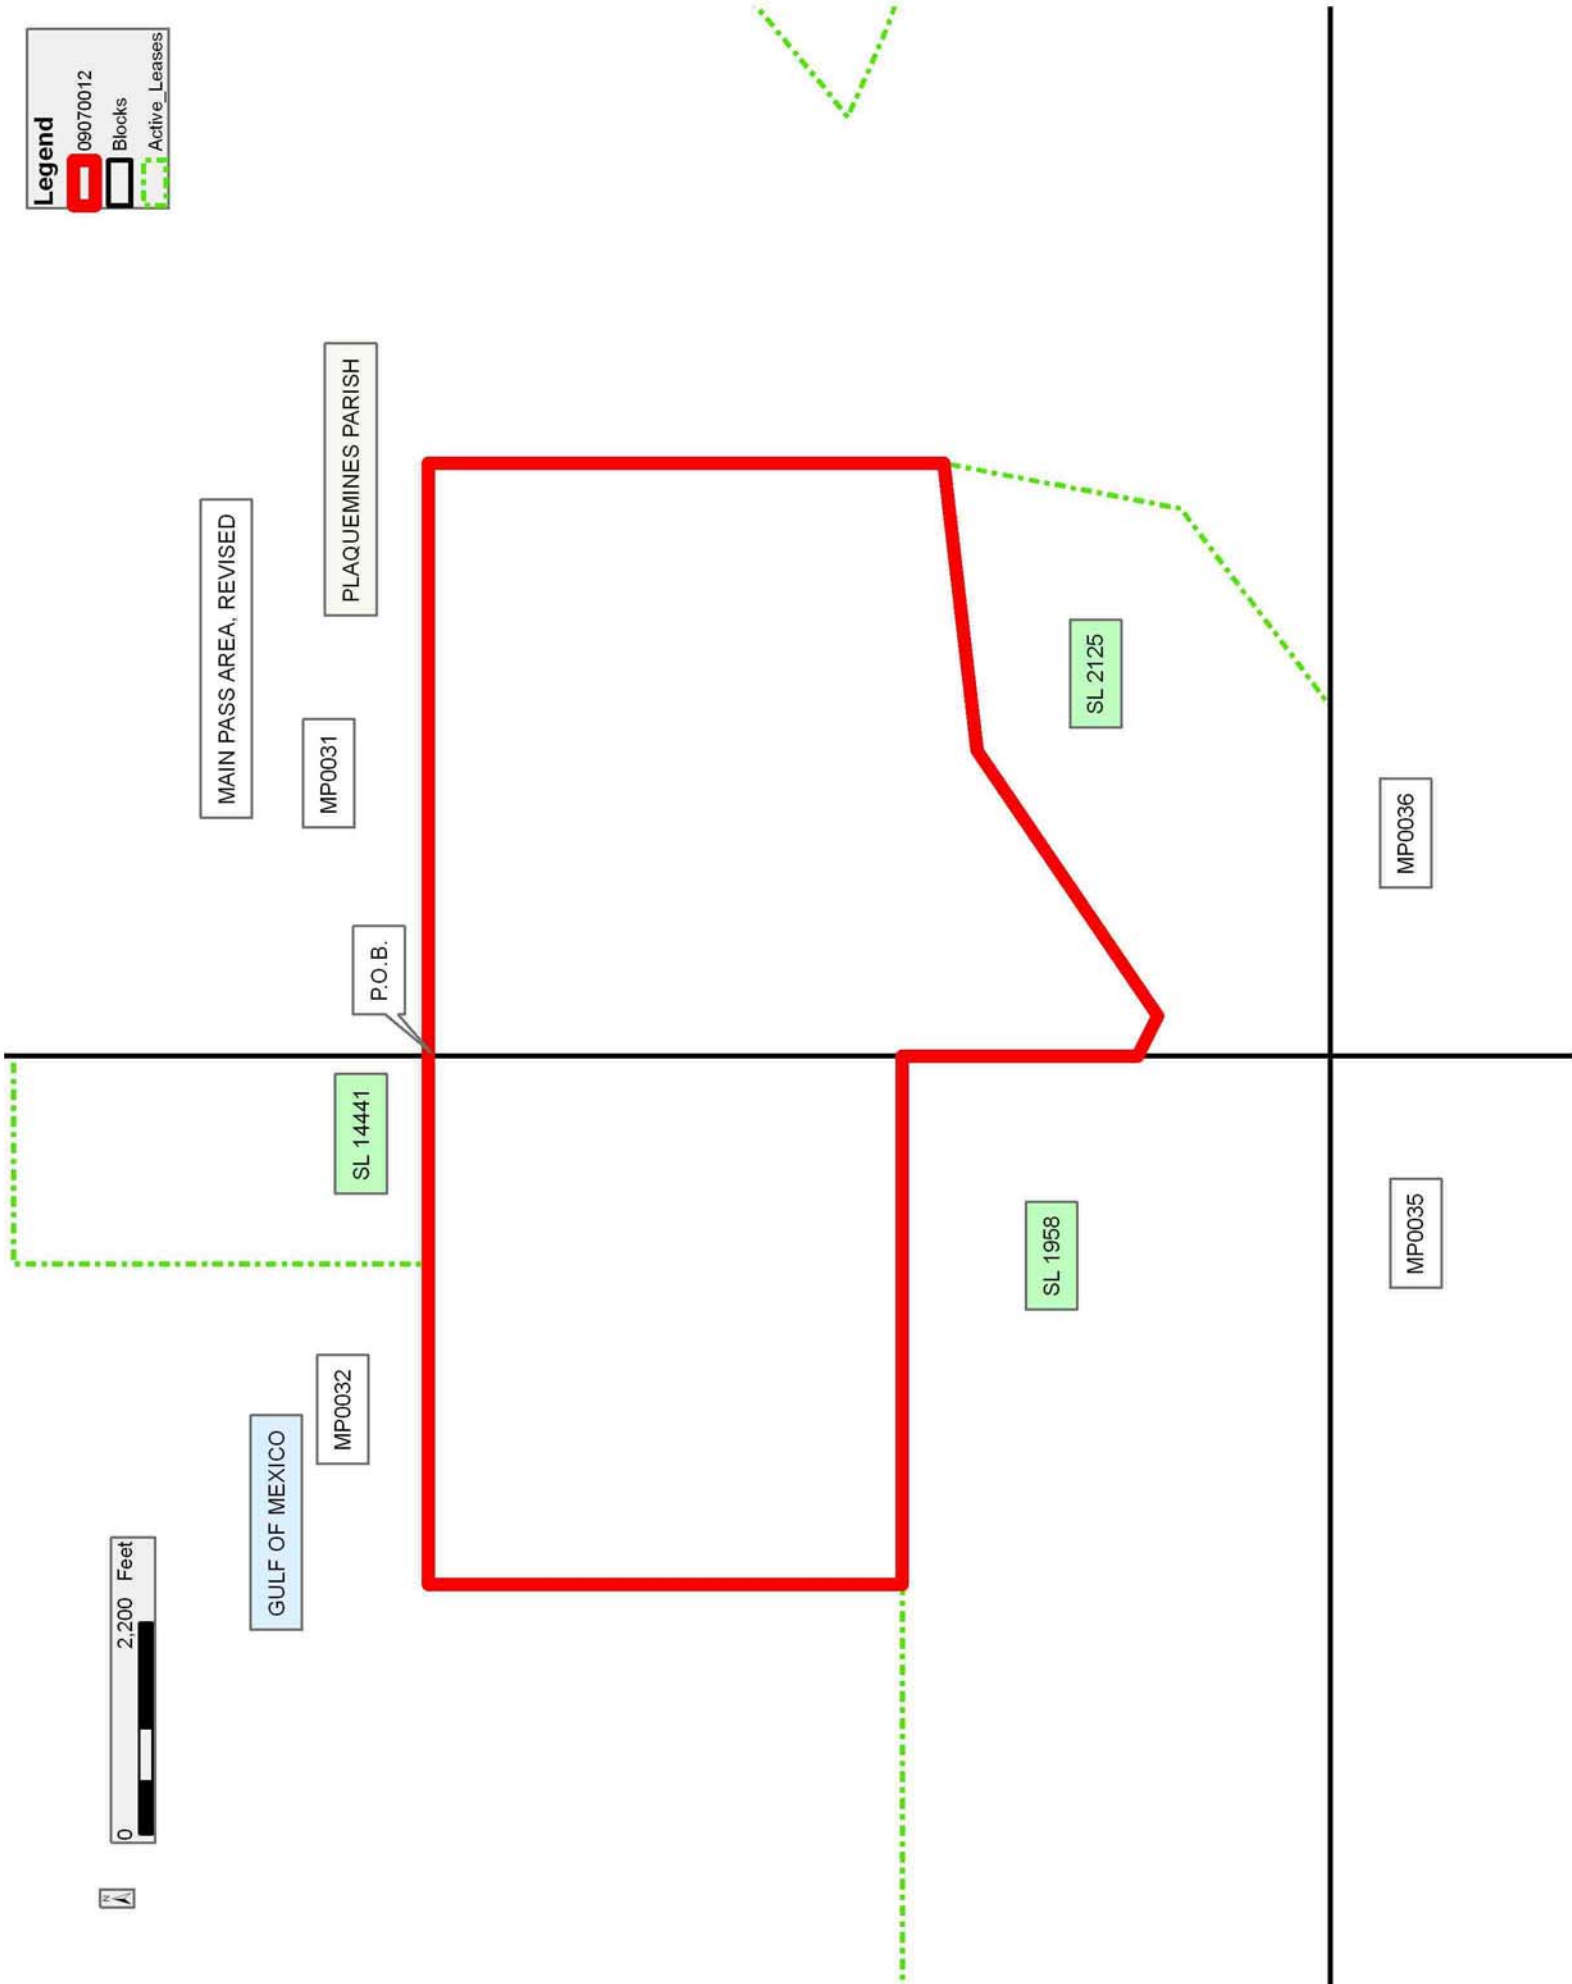 Legend
09070012
Blocks
Active_Leases
N
0 2,200 Feet
MAIN PASS AREA, REVISED
GULF OF MEXICO
PLAQUEMINES PARISH
MP0032
MP0031
SL 14441
P.O.B.
SL 1958
SL 2125
MP0035
MP0036